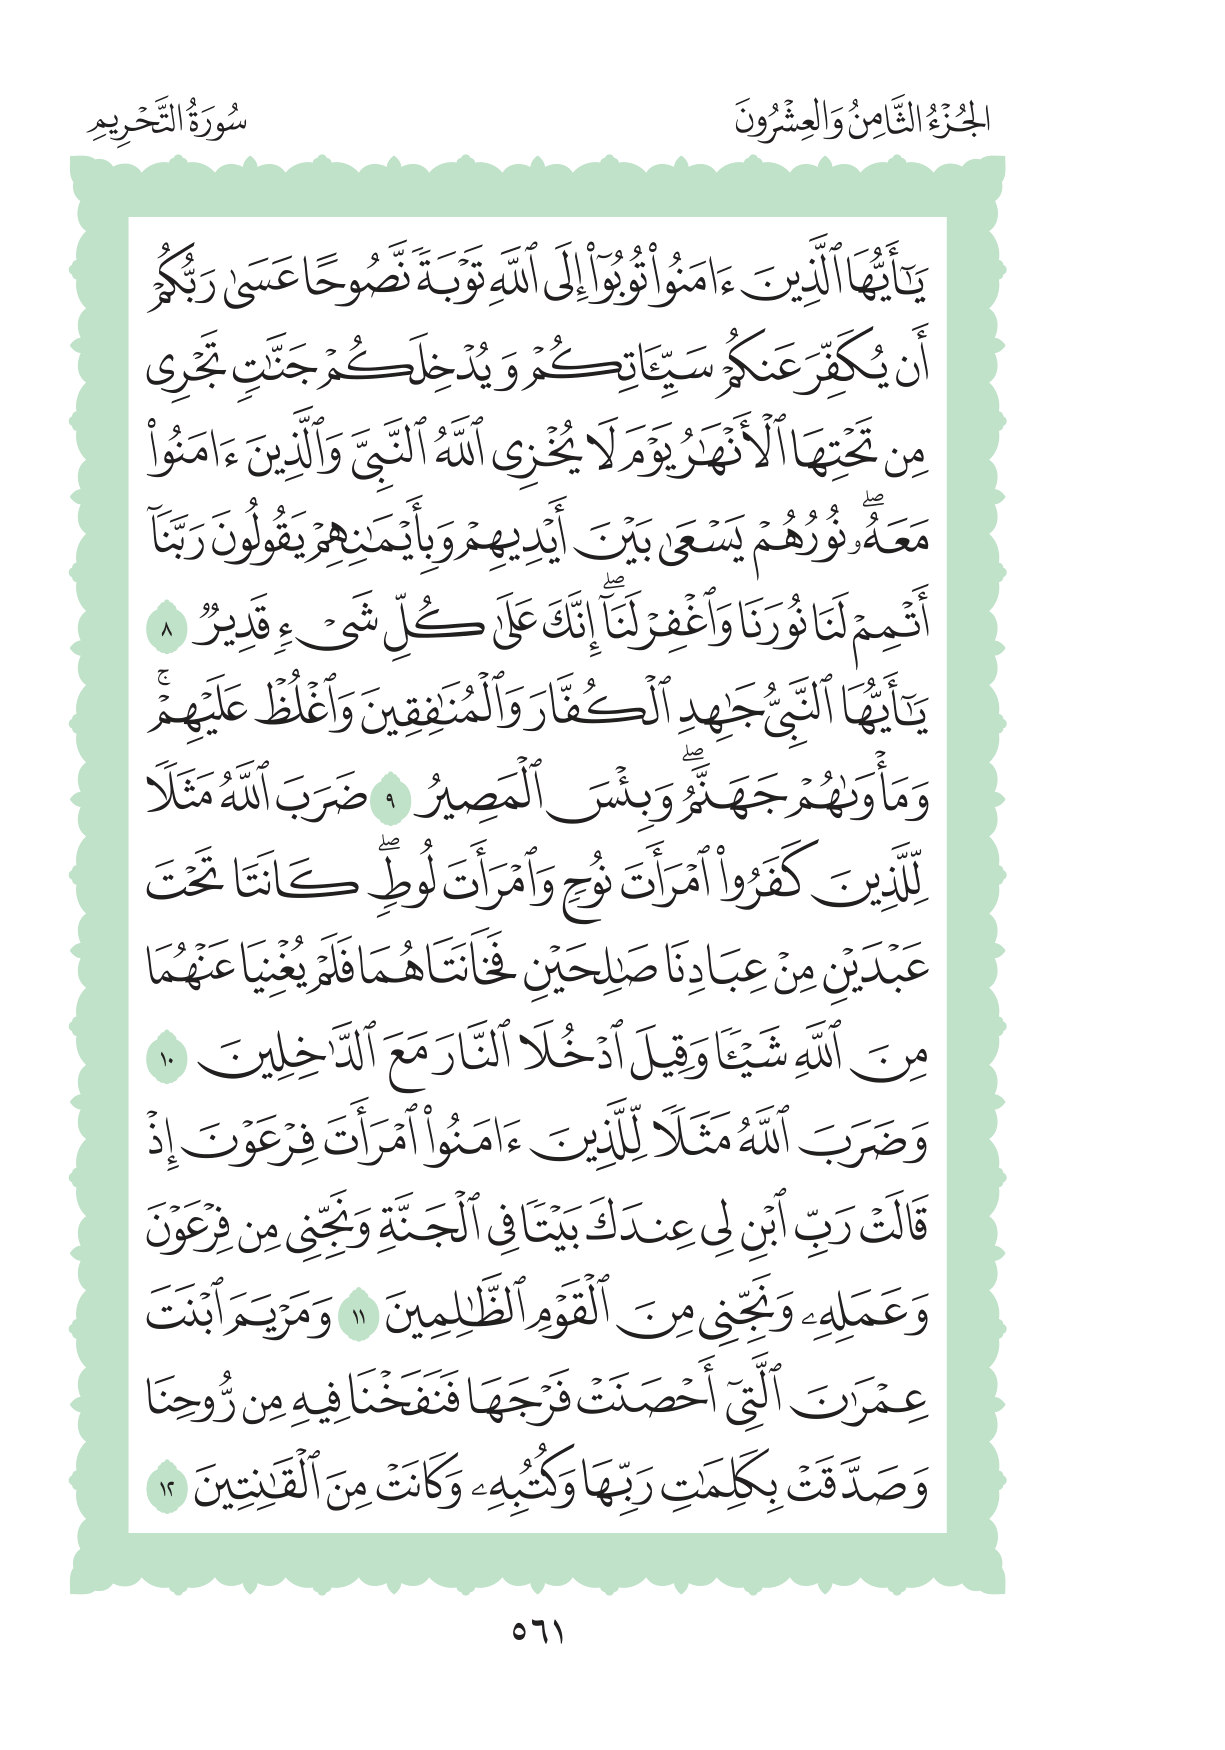 الجُزْءُ الثَّامِنُ وَالعِشْرُونَ
سُورَةُ التَّحْرِيمِ
يَٰٓأَيُّهَا ٱلَّذِينَ ءَامَنُواْ تُوبُوٓاْ إِلَى ٱللَّهِ تَوْبَةٗ نَّصُوحًا عَسَىٰ رَبُّكُمْ
أَن يُكَفِّرَ عَنكُمْ سَيِّـَٔاتِكُمْ وَيُدْخِلَكُمْ جَنَّٰتٖ تَجْرِي
مِن تَحْتِهَا ٱلْأَنْهَٰرُ يَوْمَ لَا يُخْزِي ٱللَّهُ ٱلنَّبِيَّ وَٱلَّذِينَ ءَامَنُواْ
مَعَهُۥۖ نُورُهُمْ يَسْعَىٰ بَيْنَ أَيْدِيهِمْ وَبِأَيْمَٰنِهِمْ يَقُولُونَ رَبَّنَآ
أَتْمِمْ لَنَا نُورَنَا وَٱغْفِرْ لَنَآۖ إِنَّكَ عَلَىٰ كُلِّ شَيْءٖ قَدِيرٞ ٨
يَٰٓأَيُّهَا ٱلنَّبِيُّ جَٰهِدِ ٱلْكُفَّارَ وَٱلْمُنَٰفِقِينَ وَٱغْلُظْ عَلَيْهِمْۚ
وَمَأْوَىٰهُمْ جَهَنَّمُۖ وَبِئْسَ ٱلْمَصِيرُ ٩ ضَرَبَ ٱللَّهُ مَثَلٗا
لِّلَّذِينَ كَفَرُواْ ٱمْرَأَتَ نُوحٖ وَٱمْرَأَتَ لُوطٖۖ كَانَتَا تَحْتَ
عَبْدَيْنِ مِنْ عِبَادِنَا صَٰلِحَيْنِ فَخَانَتَاهُمَا فَلَمْ يُغْنِيَا عَنْهُمَا
مِنَ ٱللَّهِ شَيْـٔٗا وَقِيلَ ٱدْخُلَا ٱلنَّارَ مَعَ ٱلدَّٰخِلِينَ ١٠
وَضَرَبَ ٱللَّهُ مَثَلٗا لِّلَّذِينَ ءَامَنُواْ ٱمْرَأَتَ فِرْعَوْنَ إِذْ
قَالَتْ رَبِّ ٱبْنِ لِي عِندَكَ بَيْتٗا فِي ٱلْجَنَّةِ وَنَجِّنِي مِن فِرْعَوْنَ
وَعَمَلِهِۦ وَنَجِّنِي مِنَ ٱلْقَوْمِ ٱلظَّٰلِمِينَ ١١ وَمَرْيَمَ ٱبْنَتَ
عِمْرَٰنَ ٱلَّتِيٓ أَحْصَنَتْ فَرْجَهَا فَنَفَخْنَا فِيهِ مِن رُّوحِنَا
وَصَدَّقَتْ بِكَلِمَٰتِ رَبِّهَا وَكُتُبِهِۦ وَكَانَتْ مِنَ ٱلْقَٰنِتِينَ ١٢
٥٦١